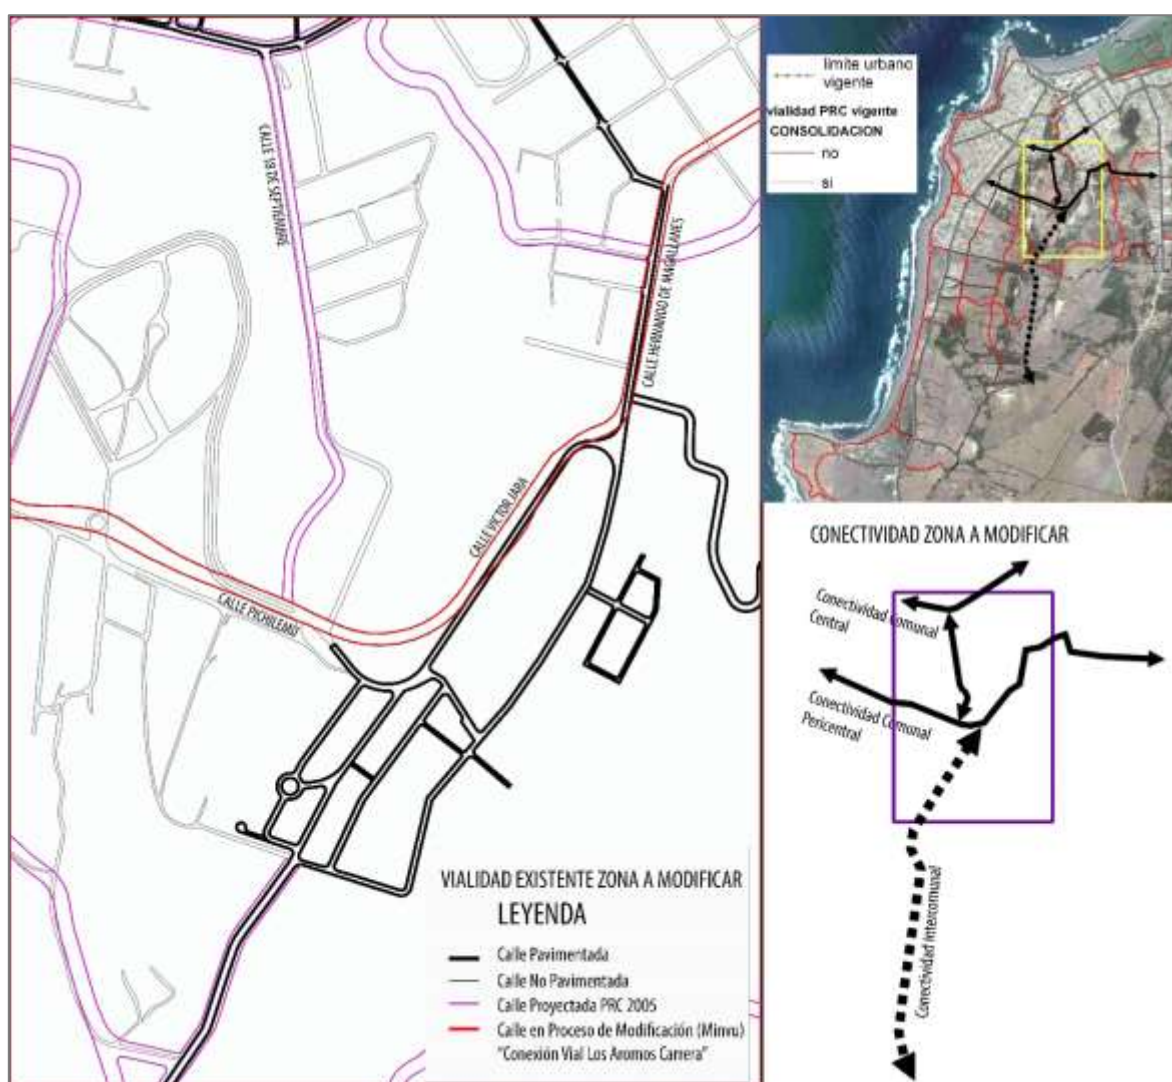 CALLE 18 DE SEPTIEMBRE
CALLE HERNANDO DE MAGALLANES
CALLE VICTOR JARA
CALLE PICHILEMU
VIALIDAD EXISTENTE ZONA A MODIFICAR
LEYENDA
Calle Pavimentada
Calle No Pavimentada
Calle Proyectada PRC 2005
Calle en Proceso de Modificación (Minvu)
"Conexión Vial Los Aromos Carrera"
limite urbano
vigente
vialidad PRC vigente
CONSOLIDACION
no
si
CONECTIVIDAD ZONA A MODIFICAR
Conectividad Comunal
Central
Conectividad Comunal
Pericentral
Conectividad Intercomunal